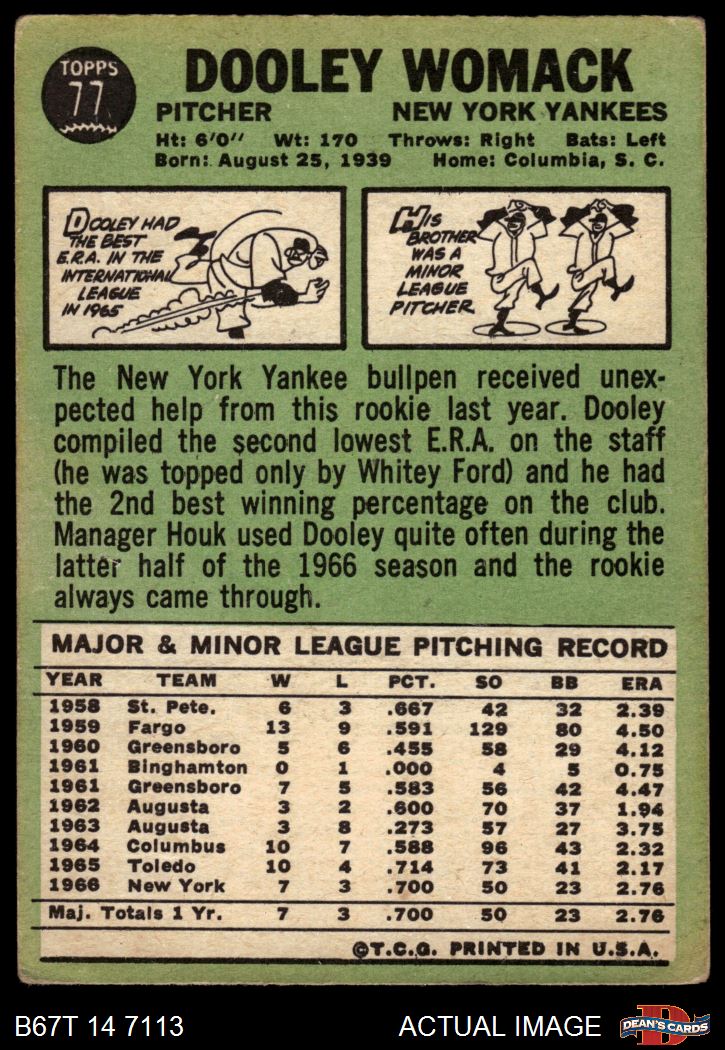 TOPPS
77
DOOLEY WOMACK
PITCHER NEW YORK YANKEES
Ht: 6'0" Wt: 170 Throws: Right Bats: Left
Born: August 25, 1939 Home: Columbia, S. C.
DOOLEY HAD
THE BEST
E.R.A. IN THE
INTERNATIONAL
LEAGUE
IN 1965
HIS
BROTHER
WAS A
MINOR
LEAGUE
PITCHER
The New York Yankee bullpen received unex-
pected help from this rookie last year. Dooley
compiled the second lowest E.R.A. on the staff
(he was topped only by Whitey Ford) and he had
the 2nd best winning percentage on the club.
Manager Houk used Dooley quite often during the
latter half of the 1966 season and the rookie
always came through.
MAJOR & MINOR LEAGUE PITCHING RECORD
YEAR TEAM W L PCT. SO BB ERA
1958 St. Pete. 6 3 .667 42 32 2.39
1959 Fargo 13 9 .591 129 80 4.50
1960 Greensboro 5 6 .455 58 29 4.12
1961 Binghamton 0 1 .000 4 5 0.75
1961 Greensboro 7 5 .583 56 42 4.47
1962 Augusta 3 2 .600 70 37 1.94
1963 Augusta 3 8 .273 57 27 3.75
1964 Columbus 10 7 .588 96 43 2.32
1965 Toledo 10 4 .714 73 41 2.17
1966 New York 7 3 .700 50 23 2.76
Maj. Totals 1 Yr. 7 3 .700 50 23 2.76
©T.C.G. PRINTED IN U.S.A.
B67T 14 7113 ACTUAL IMAGE
D
DEAN'S CARDS